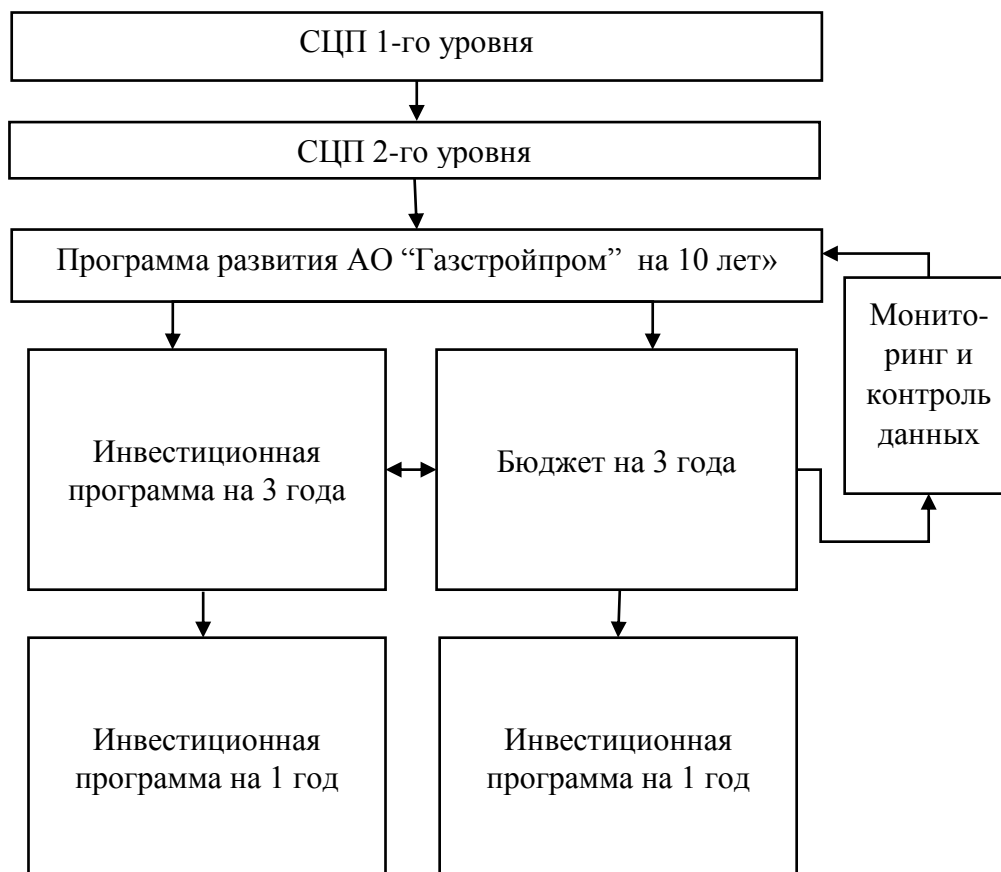 СЦП 1-го уровня
СЦП 2-го уровня
Программа развития АО “Газстройпром” на 10 лет»
Монито-
ринг и
контроль
данных
Инвестиционная
программа на 3 года
Бюджет на 3 года
Инвестиционная
программа на 1 год
Инвестиционная
программа на 1 год